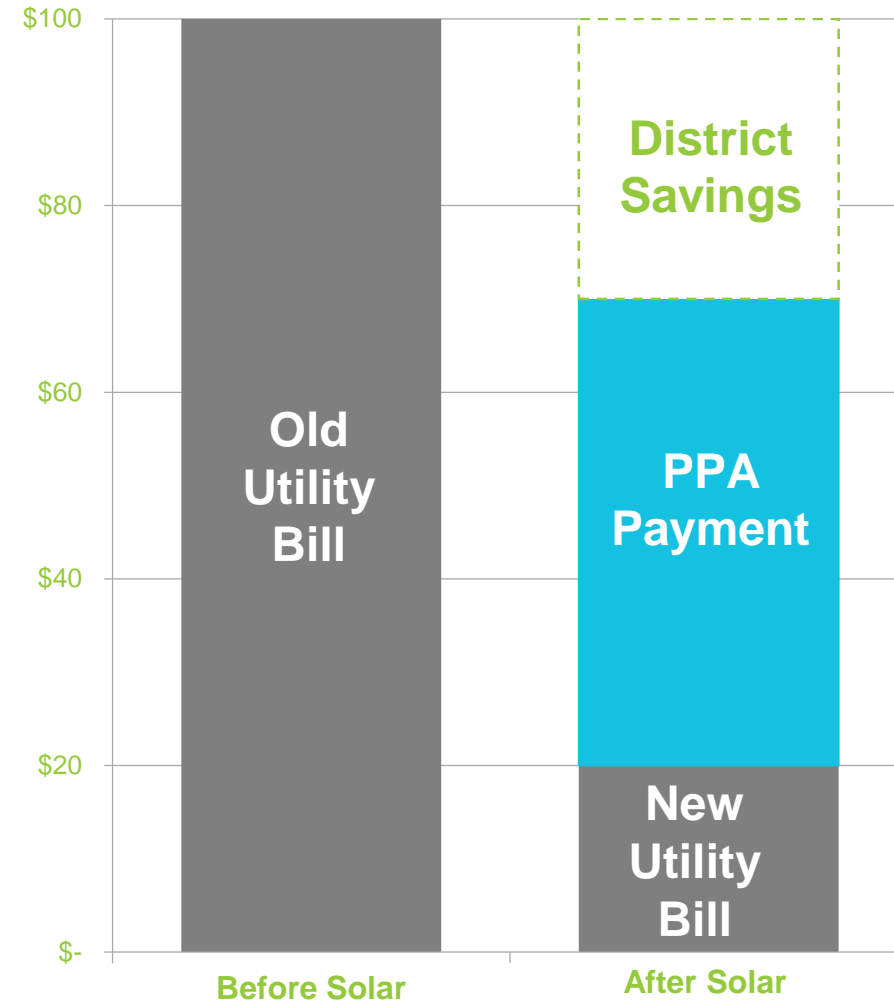 $100
$80
$60
$40
$20
$-
Old
Utility
Bill
District
Savings
PPA
Payment
New
Utility
Bill
Before Solar
After Solar